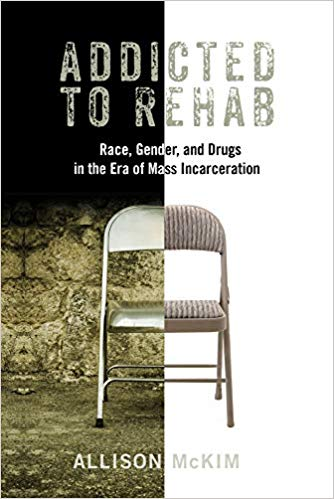 ADDICTED
TO REHAB
Race, Gender, and Drugs
in the Era of Mass Incarceration
ALLISON McKIM